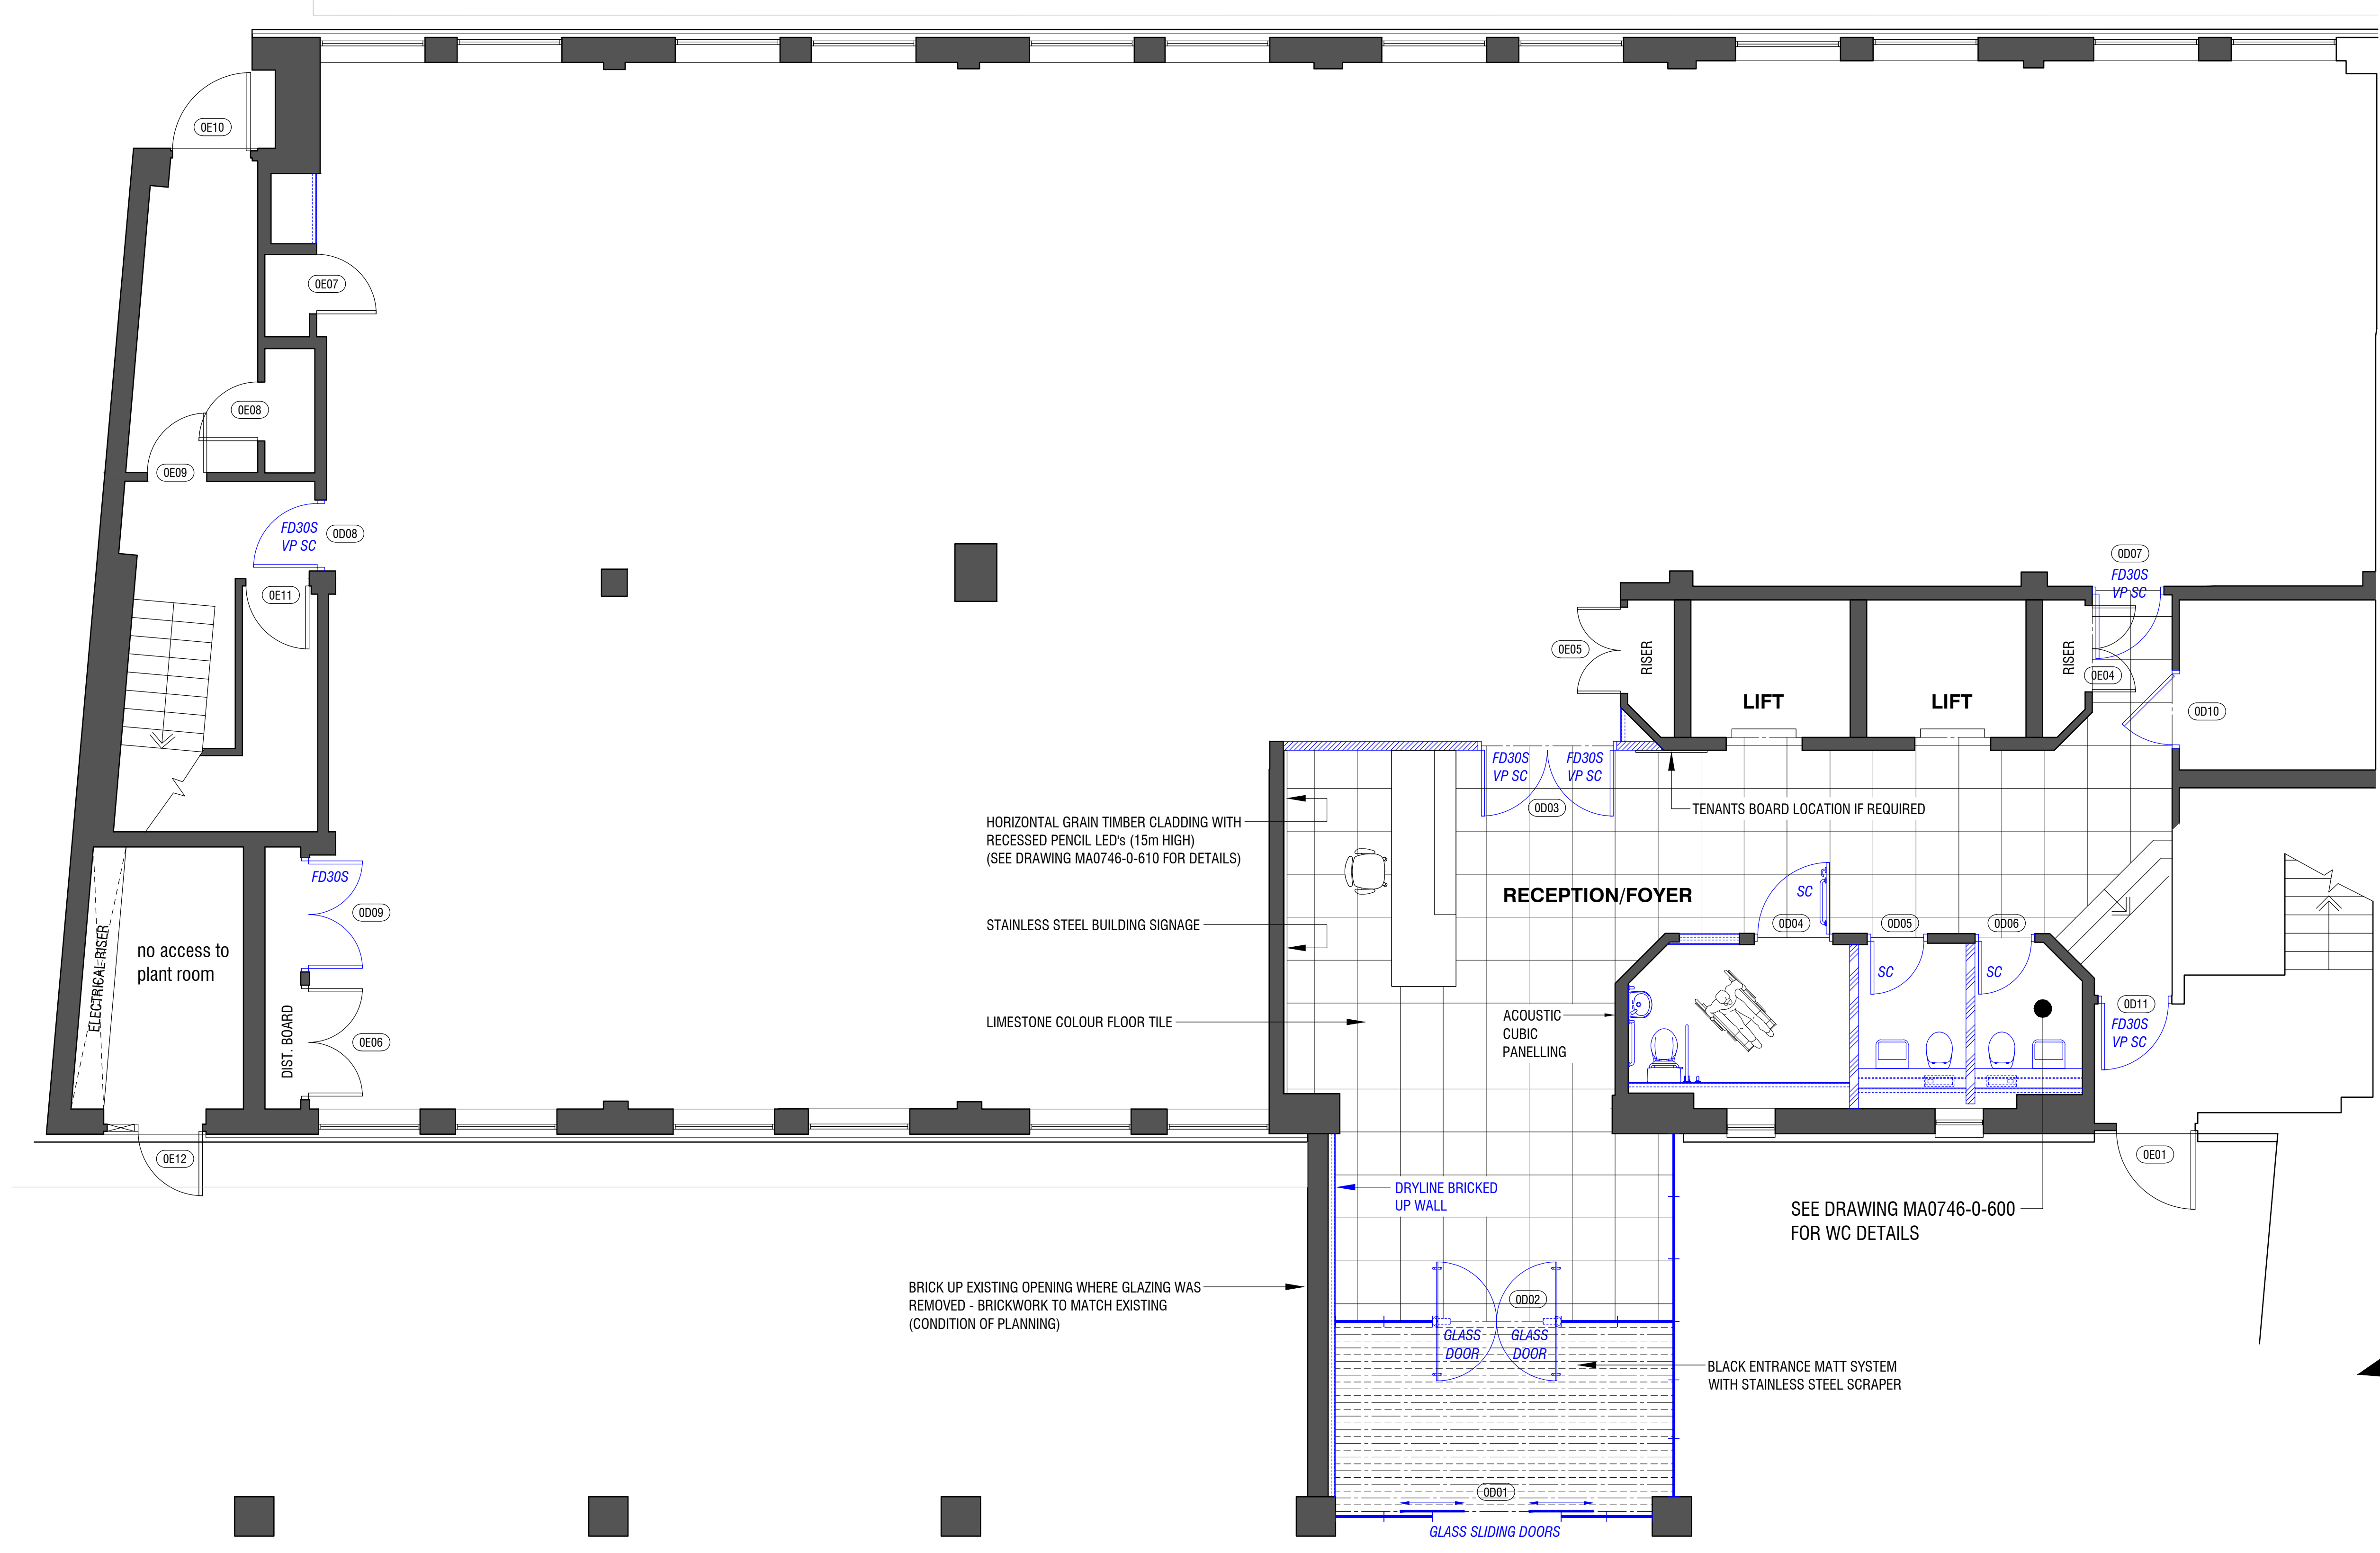 0E10
0E07
0E08
0E09
FD30S
VP SC
0D08
0E11
0D07
FD30S
VP SC
0E05
RISER
LIFT
LIFT
RISER
0E04
0D10
FD30S
VP SC
FD30S
VP SC
0D03
TENANTS BOARD LOCATION IF REQUIRED
HORIZONTAL GRAIN TIMBER CLADDING WITH
RECESSED PENCIL LED's (15m HIGH)
(SEE DRAWING MA0746-0-610 FOR DETAILS)
FD30S
0D09
RECEPTION/FOYER
SC
0D04
0D05
0D06
STAINLESS STEEL BUILDING SIGNAGE
no access to
plant room
ELECTRICAL RISER
SC
SC
0D11
FD30S
VP SC
LIMESTONE COLOUR FLOOR TILE
ACOUSTIC
CUBIC
PANELLING
DIST. BOARD
0E06
0E12
0E01
DRYLINE BRICKED
UP WALL
SEE DRAWING MA0746-0-600
FOR WC DETAILS
BRICK UP EXISTING OPENING WHERE GLAZING WAS
REMOVED - BRICKWORK TO MATCH EXISTING
(CONDITION OF PLANNING)
0D02
GLASS
DOOR
GLASS
DOOR
BLACK ENTRANCE MATT SYSTEM
WITH STAINLESS STEEL SCRAPER
0D01
GLASS SLIDING DOORS